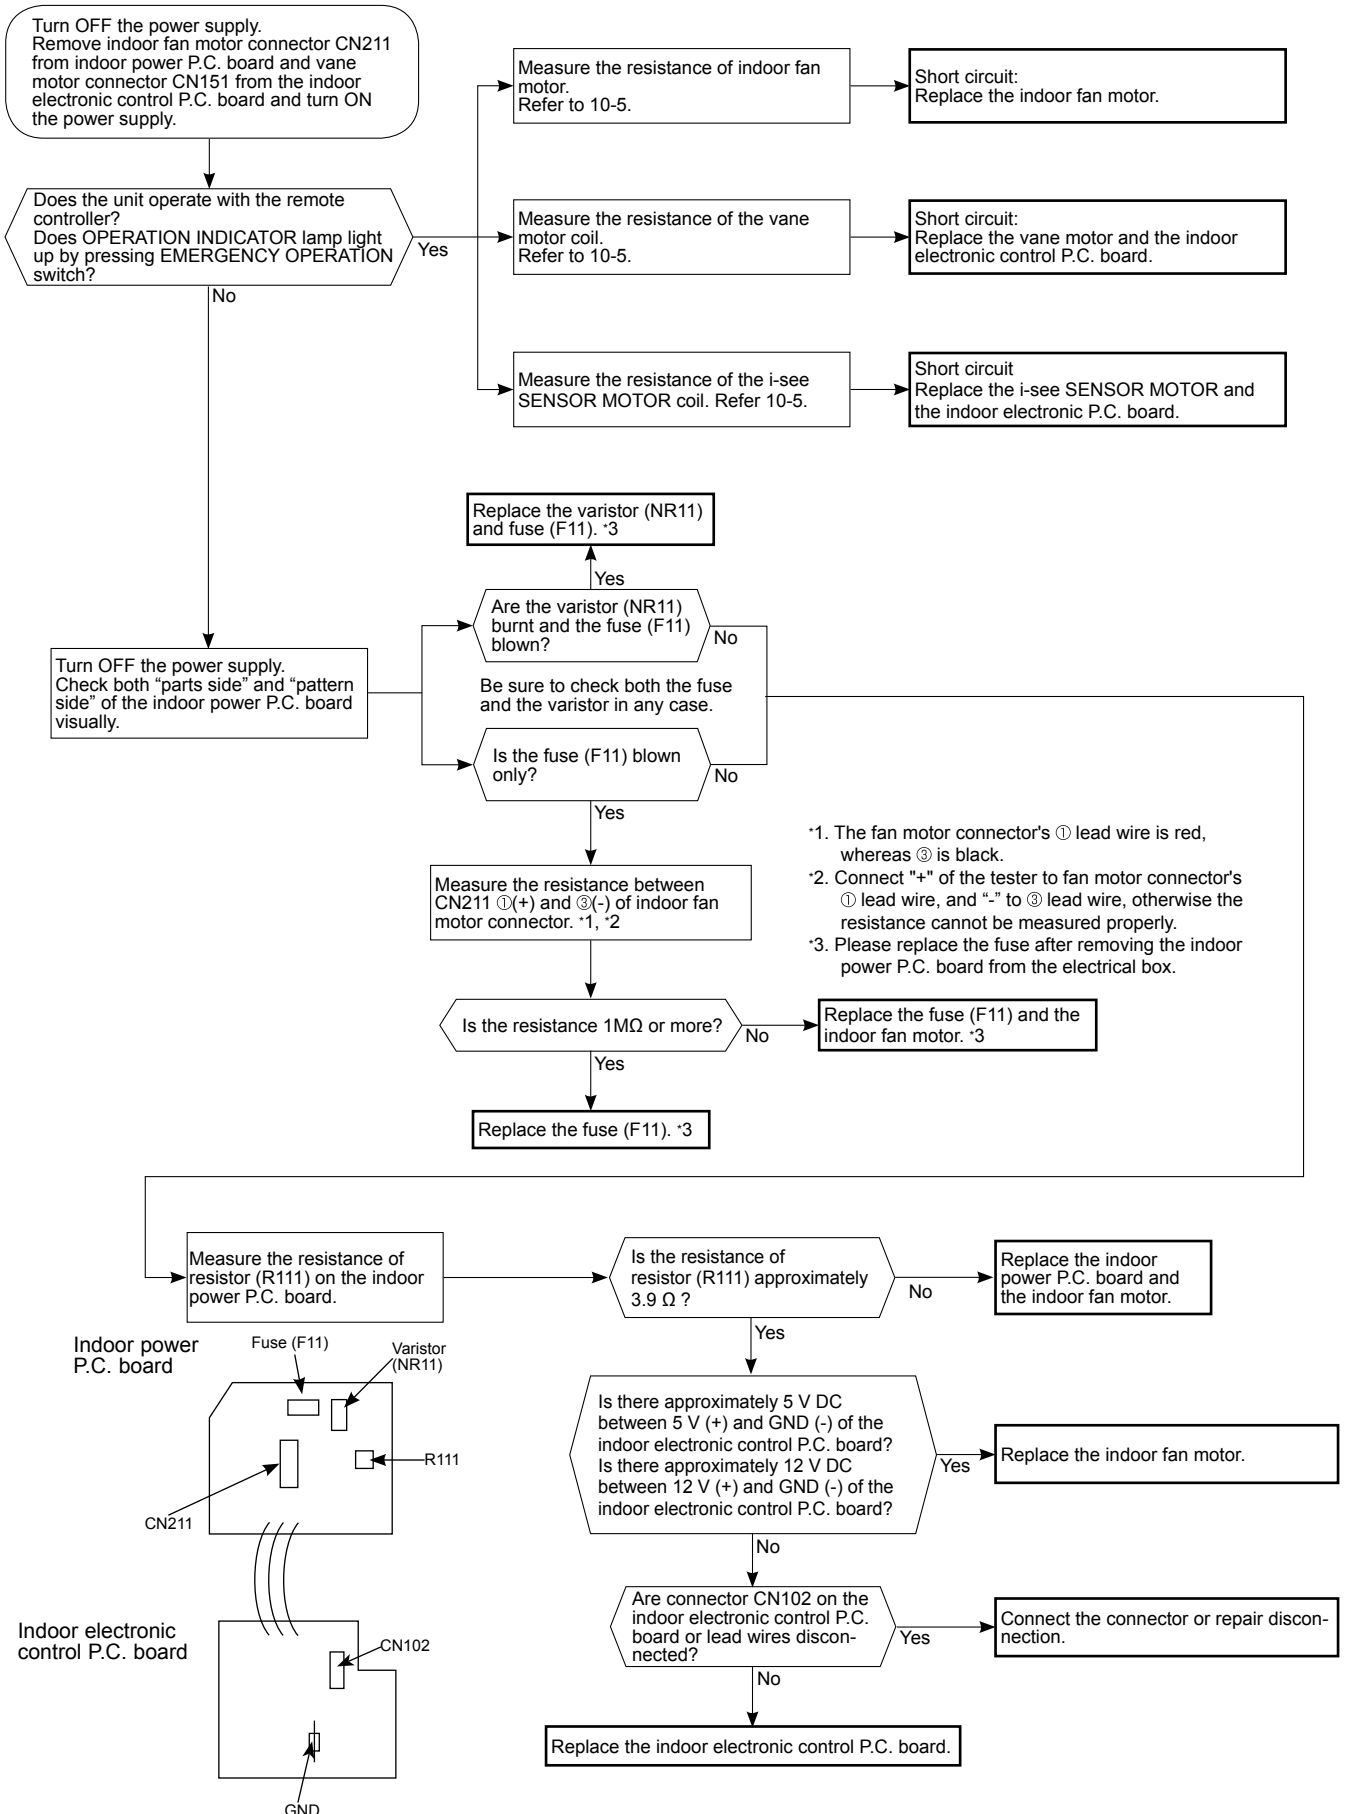 Turn OFF the power supply.
Remove indoor fan motor connector CN211
from indoor power P.C. board and vane
motor connector CN151 from the indoor
electronic control P.C. board and turn ON
the power supply.
Measure the resistance of indoor fan
motor.
Refer to 10-5.
Short circuit:
Replace the indoor fan motor.
Does the unit operate with the remote
controller?
Does OPERATION INDICATOR lamp light
up by pressing EMERGENCY OPERATION
switch?
Yes
No
Measure the resistance of the vane
motor coil.
Refer to 10-5.
Short circuit:
Replace the vane motor and the indoor
electronic control P.C. board.
Measure the resistance of the i-see
SENSOR MOTOR coil. Refer 10-5.
Short circuit
Replace the i-see SENSOR MOTOR and
the indoor electronic P.C. board.
Replace the varistor (NR11)
and fuse (F11). *3
Yes
Are the varistor (NR11)
burnt and the fuse (F11)
blown?
No
Turn OFF the power supply.
Check both “parts side” and “pattern
side” of the indoor power P.C. board
visually.
Be sure to check both the fuse
and the varistor in any case.
Is the fuse (F11) blown
only?
No
Yes
Measure the resistance between
CN211 ①(+) and ③(-) of indoor fan
motor connector. *1, *2
*1. The fan motor connector's ① lead wire is red,
whereas ③ is black.
*2. Connect "+" of the tester to fan motor connector's
① lead wire, and “-” to ③ lead wire, otherwise the
resistance cannot be measured properly.
*3. Please replace the fuse after removing the indoor
power P.C. board from the electrical box.
Is the resistance 1MΩ or more?
No
Replace the fuse (F11) and the
indoor fan motor. *3
Yes
Replace the fuse (F11). *3
Measure the resistance of
resistor (R111) on the indoor
power P.C. board.
Is the resistance of
resistor (R111) approximately
3.9 Ω ?
No
Replace the indoor
power P.C. board and
the indoor fan motor.
Yes
Indoor power
P.C. board
Fuse (F11)
Varistor
(NR11)
R111
CN211
Is there approximately 5 V DC
between 5 V (+) and GND (-) of the
indoor electronic control P.C. board?
Is there approximately 12 V DC
between 12 V (+) and GND (-) of the
indoor electronic control P.C. board?
Yes
Replace the indoor fan motor.
No
Indoor electronic
control P.C. board
CN102
GND
Are connector CN102 on the
indoor electronic control P.C.
board or lead wires discon-
nected?
Yes
Connect the connector or repair discon-
nection.
No
Replace the indoor electronic control P.C. board.